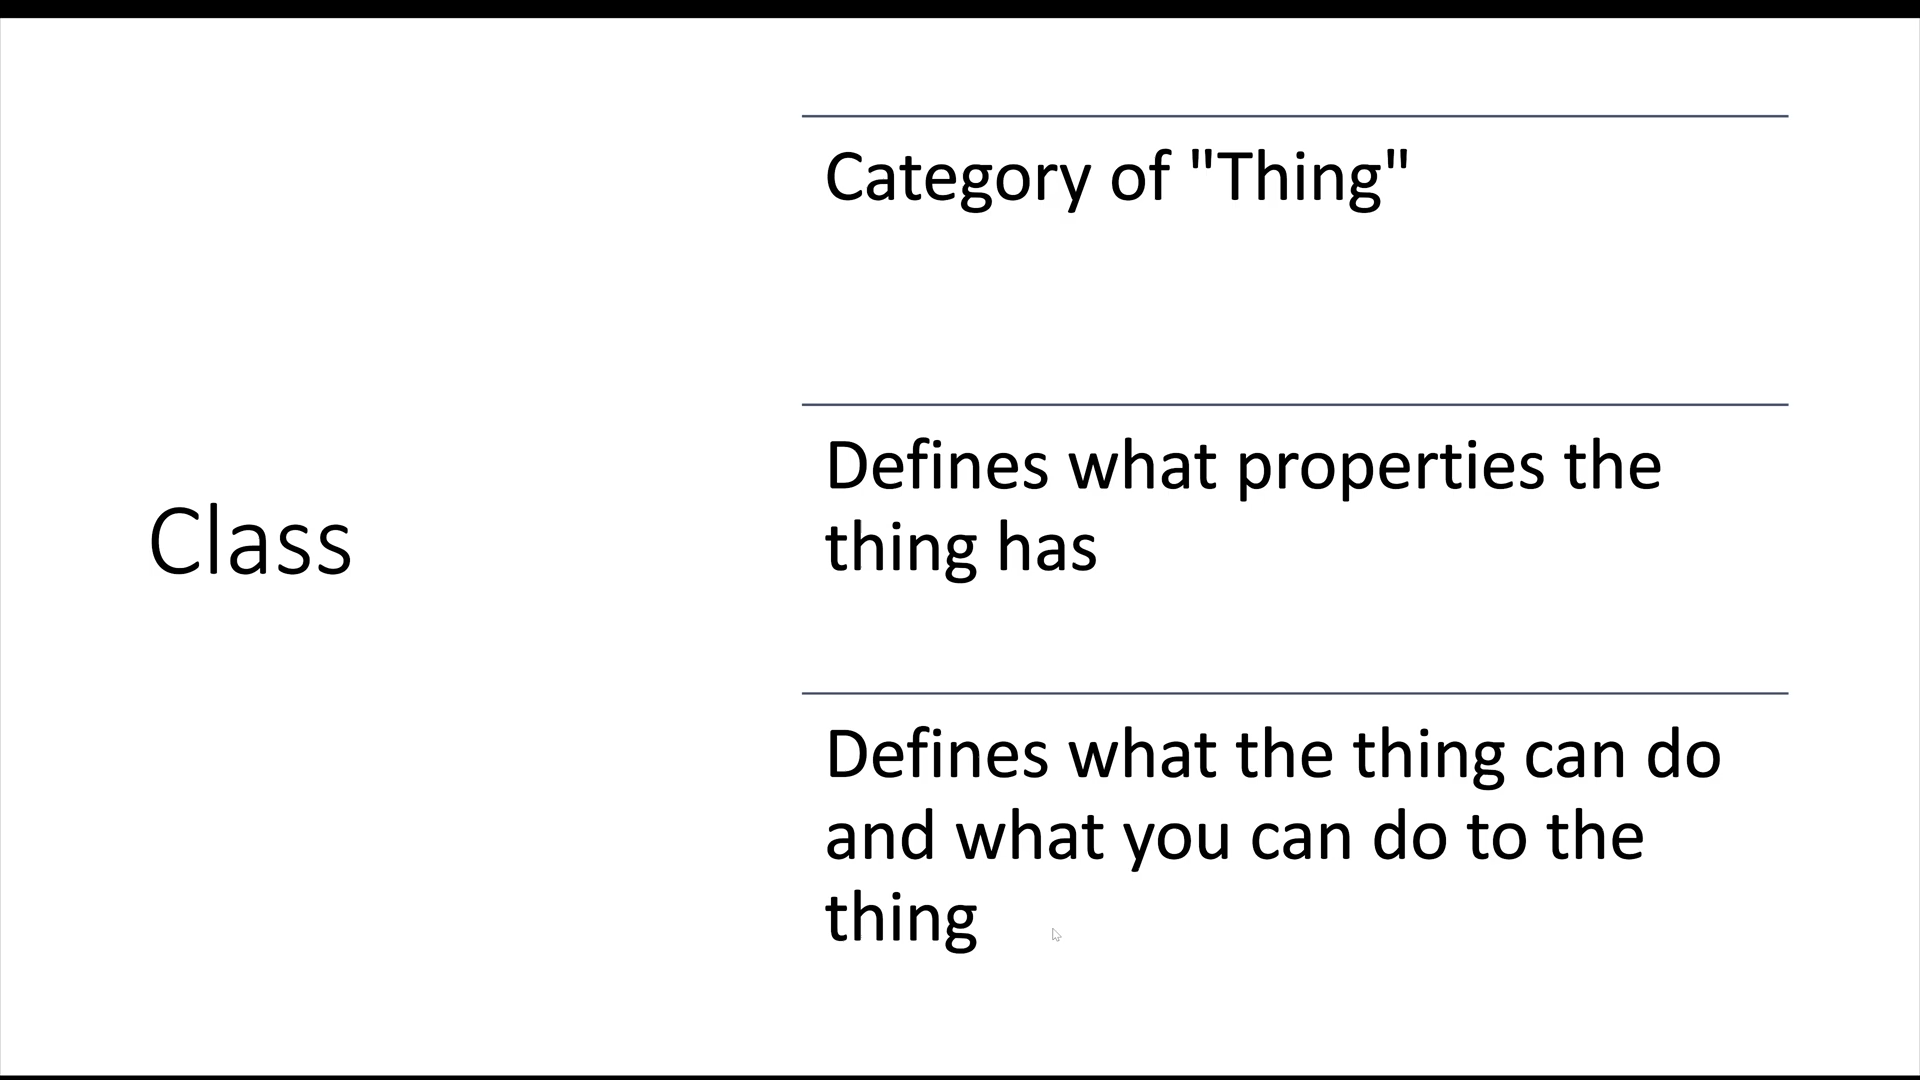 Class
Category of "Thing"
Defines what properties the
thing has
Defines what the thing can do
and what you can do to the
thing